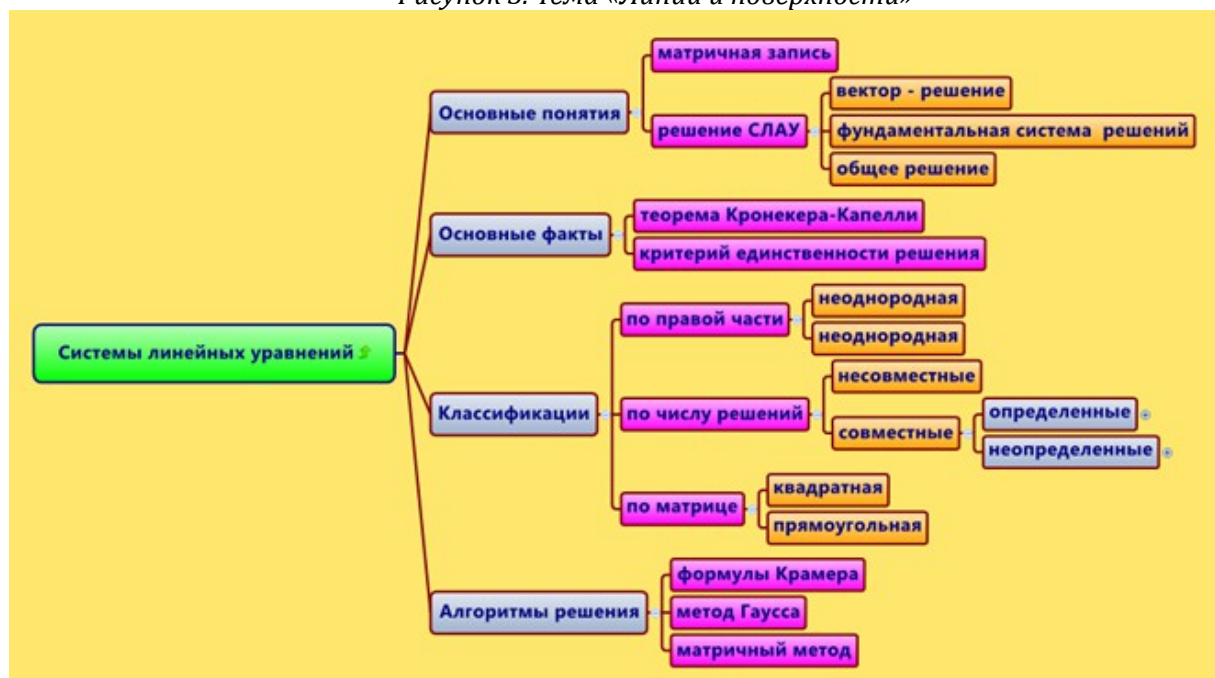 Рисунок 3. Тема «Линии и поверхности»
матричная запись
Основные понятия
решение СЛАУ
вектор - решение
фундаментальная система решений
общее решение
Основные факты
теорема Кронекера-Капелли
критерий единственности решения
Системы линейных уравнений
Классификации
по правой части
неоднородная
неоднородная
по числу решений
несовместные
совместные
определенные
неопределенные
по матрице
квадратная
прямоугольная
Алгоритмы решения
формулы Крамера
метод Гаусса
матричный метод